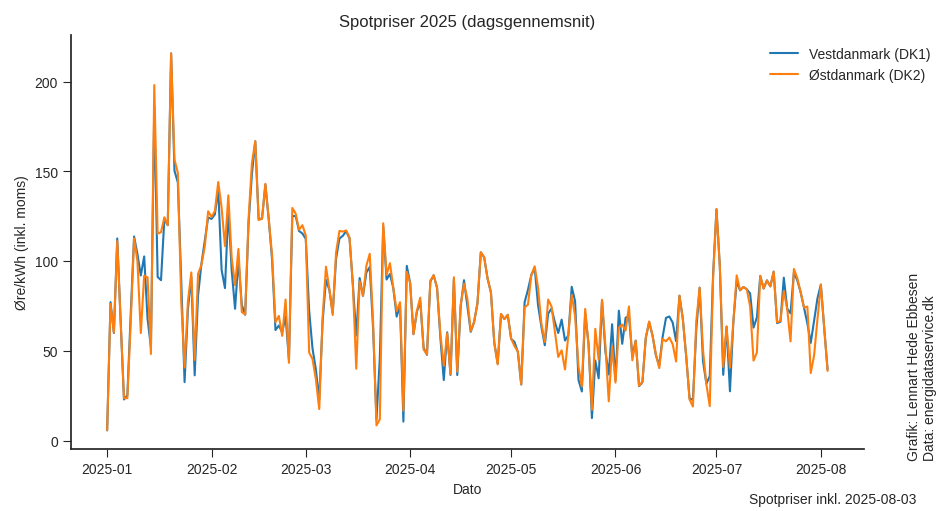 Spotpriser 2025 (dagsgennemsnit)
Vestdanmark (DK1)
Østdanmark (DK2)
Øre/kWh (inkl. moms)
200
150
100
50
0
2025-01
2025-02
2025-03
2025-04
2025-05
2025-06
2025-07
2025-08
Dato
Grafik: Lennart Hede Ebbesen
Data: energidataservice.dk
Spotpriser inkl. 2025-08-03